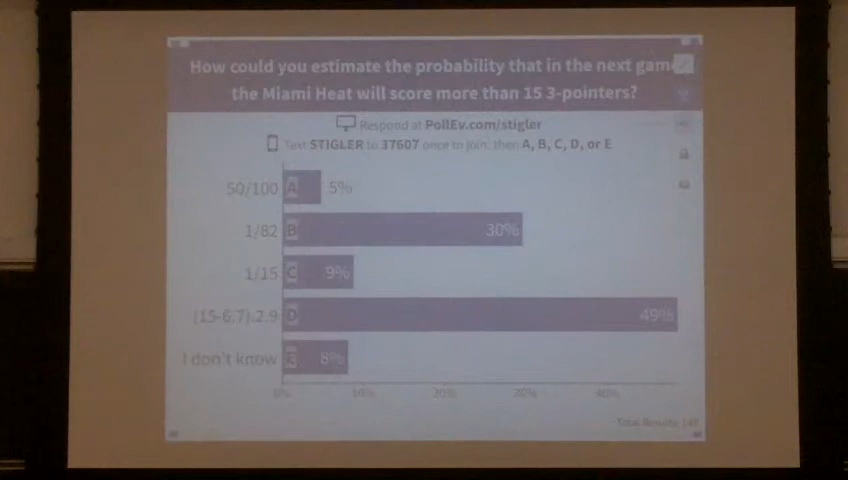 How could you estimate the probability that in the next game
the Miami Heat will score more than 15 3-pointers?
Respond at PollEv.com/stigler
Text STIGLER to 37607 once to join, then A, B, C, D, or E
50/100 A 5%
1/82 B 30%
1/15 C 9%
(15-6.7).2.9 D 49%
I don't know E 8%
0% 10% 20% 30% 40%
Total Results: